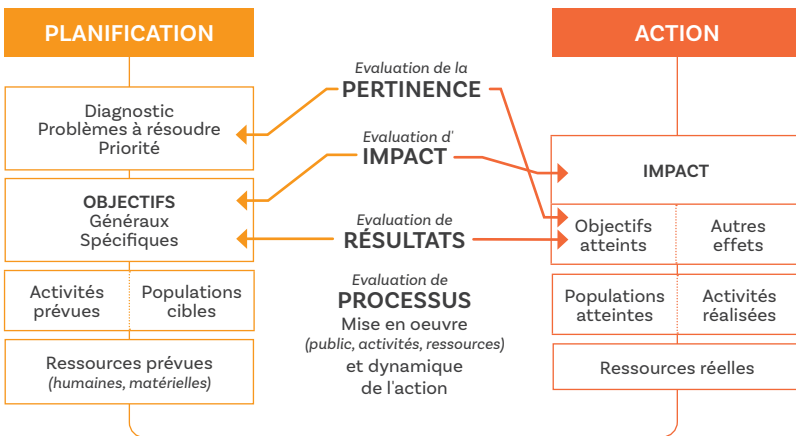 PLANIFICATION
Diagnostic
Problèmes à résoudre
Priorité
OBJECTIFS
Généraux
Spécifiques
Activités
prévues
Populations
cibles
Ressources prévues
(humaines, matérielles)
Evaluation de la
PERTINENCE
Evaluation d'
IMPACT
Evaluation de
RÉSULTATS
Evaluation de
PROCESSUS
Mise en oeuvre
(public, activités, ressources)
et dynamique
de l'action
ACTION
IMPACT
Objectifs
atteints
Autres
effets
Populations
atteintes
Activités
réalisées
Ressources réelles